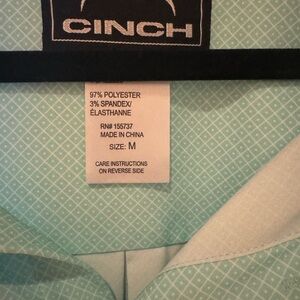 CINCH
97% POLYESTER
3% SPANDEX/
ÉLASTHANNE
RN# 155737
MADE IN CHINA
SIZE: M
CARE INSTRUCTIONS
ON REVERSE SIDE